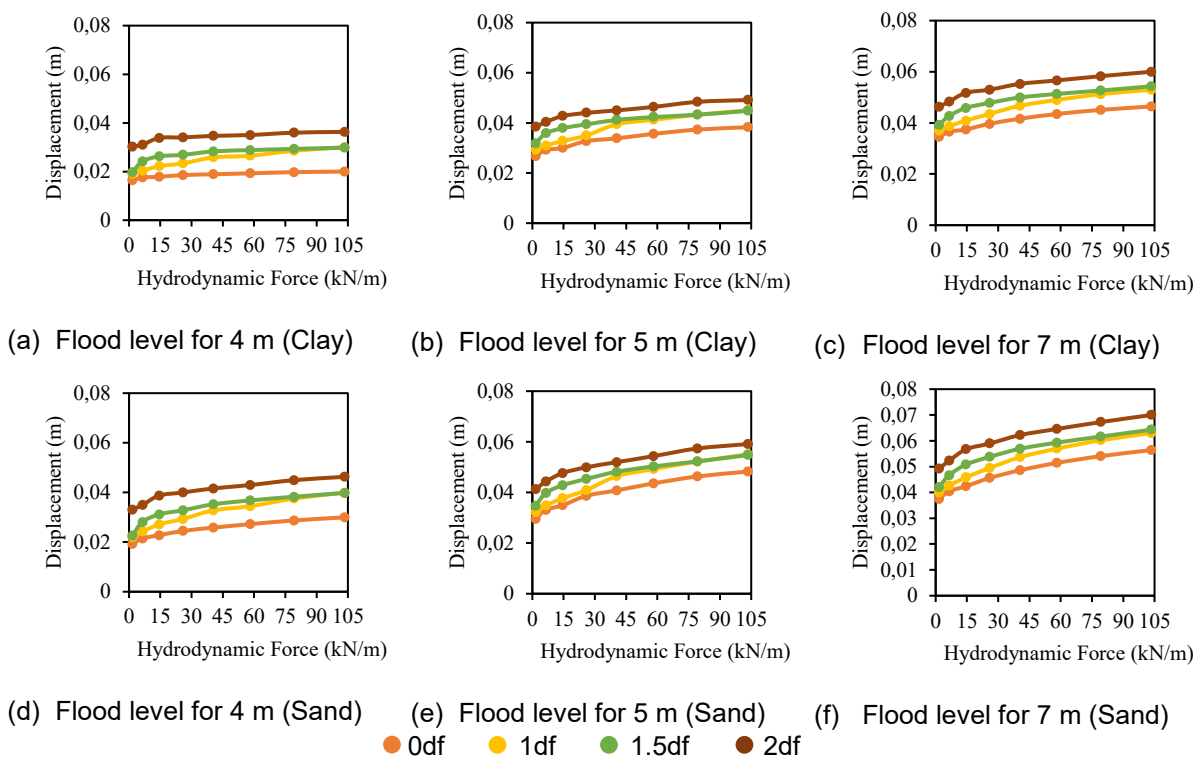 0,08
0,06
0,04
0,02
0
Displacement (m)
0 15 30 45 60 75 90 105
Hydrodynamic Force (kN/m)
(a) Flood level for 4 m (Clay)
0,08
0,06
0,04
0,02
0
Displacement (m)
0 15 30 45 60 75 90 105
Hydrodynamic Force (kN/m)
(b) Flood level for 5 m (Clay)
0,08
0,06
0,04
0,02
0
Displacement (m)
0 15 30 45 60 75 90 105
Hydrodynamic Force (kN/m)
(c) Flood level for 7 m (Clay)
0,08
0,06
0,04
0,02
0
Displacement (m)
0 15 30 45 60 75 90 105
Hydrodynamic Force (kN/m)
(d) Flood level for 4 m (Sand)
0,08
0,06
0,04
0,02
0
Displacement (m)
0 15 30 45 60 75 90 105
Hydrodynamic Force (kN/m)
(e) Flood level for 5 m (Sand)
0,08
0,07
0,06
0,05
0,04
0,03
0,02
0,01
0
Displacement (m)
0 15 30 45 60 75 90 105
Hydrodynamic Force (kN/m)
(f) Flood level for 7 m (Sand)
0df 1df 1.5df 2df